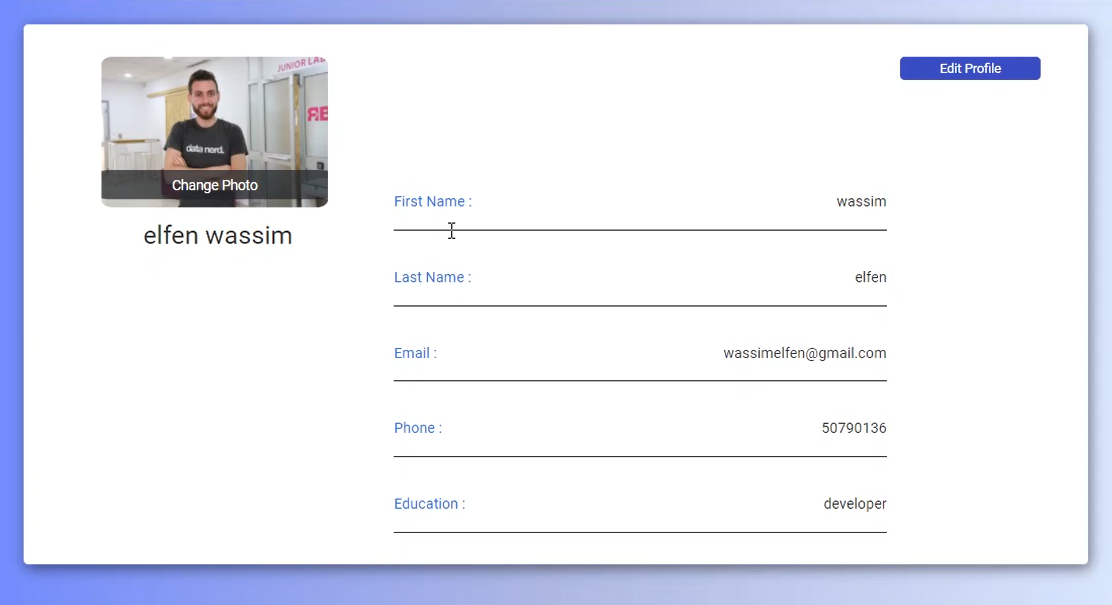 JUNIOR LAB
RB
data nerd.
Change Photo
elfen wassim
Edit Profile
First Name :
wassim
Last Name :
elfen
Email :
wassimelfen@gmail.com
Phone :
50790136
Education :
developer